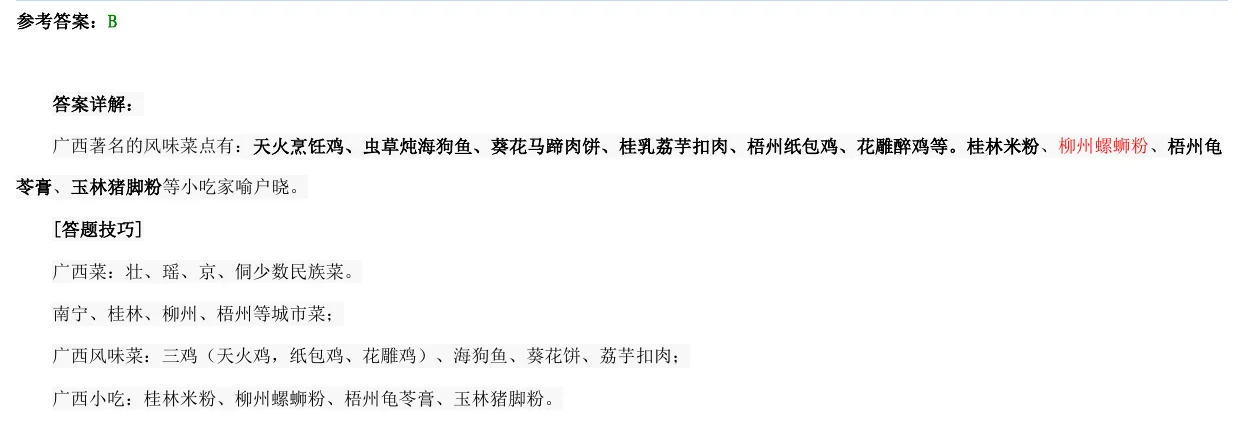 参考答案：B
答案详解：
广西著名的风味菜点有：天火烹饪鸡、虫草炖海狗鱼、葵花马蹄肉饼、桂乳荔芋扣肉、梧州纸包鸡、花雕醉鸡等。桂林米粉、柳州螺蛳粉、梧州龟
苓膏、玉林猪脚粉等小吃家喻户晓。
[答题技巧]
广西菜：壮、瑶、京、侗少数民族菜。
南宁、桂林、柳州、梧州等城市菜；
广西风味菜：三鸡（天火鸡，纸包鸡、花雕鸡）、海狗鱼、葵花饼、荔芋扣肉；
广西小吃：桂林米粉、柳州螺蛳粉、梧州龟苓膏、玉林猪脚粉。